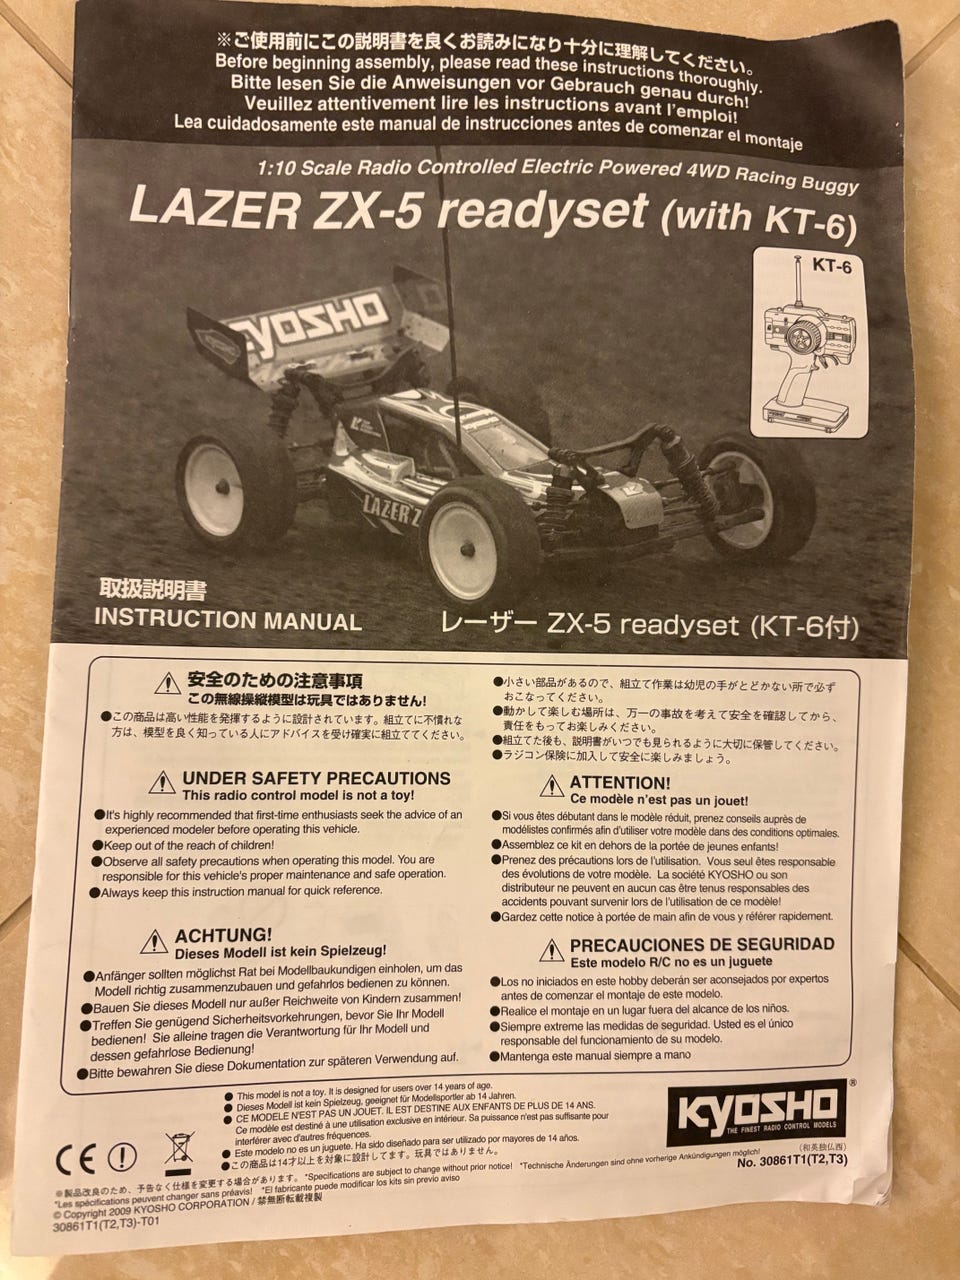 ※ご使用前にこの説明書を良くお読みになり十分に理解してください。
Before beginning assembly, please read these instructions thoroughly.
Bitte lesen Sie die Anweisungen vor Gebrauch genau durch!
Veuillez attentivement lire les instructions avant l'emploi!
Lea cuidadosamente este manual de instrucciones antes de comenzar el montaje
1:10 Scale Radio Controlled Electric Powered 4WD Racing Buggy
LAZER ZX-5 readyset (with KT-6)
KT-6
KYOSHO
LAZER Z
取扱説明書
INSTRUCTION MANUAL
レーザー ZX-5 readyset (KT-6付)
安全のための注意事項
この無線操縦模型は玩具ではありません!
●この商品は高い性能を発揮するように設計されています。組立てに不慣れな
方は、模型を良く知っている人にアドバイスを受け確実に組立ててください。
●小さい部品があるので、組立て作業は幼児の手がとどかない所で必ず
おこなってください。
●動かして楽しむ場所は、万一の事故を考えて安全を確認してから、
責任をもってお楽しみください。
●組立てた後も、説明書がいつでも見られるように大切に保管してください。
●ラジコン保険に加入して安全に楽しみましょう。
UNDER SAFETY PRECAUTIONS
This radio control model is not a toy!
●It's highly recommended that first-time enthusiasts seek the advice of an
experienced modeler before operating this vehicle.
●Keep out of the reach of children!
●Observe all safety precautions when operating this model. You are
responsible for this vehicle's proper maintenance and safe operation.
●Always keep this instruction manual for quick reference.
ATTENTION!
Ce modèle n'est pas un jouet!
●Si vous êtes débutant dans le modèle réduit, prenez conseils auprès de
modélistes confirmés afin d'utiliser votre modèle dans des conditions optimales.
●Assemblez ce kit en dehors de la portée de jeunes enfants!
●Prenez des précautions lors de l'utilisation. Vous seul êtes responsable
des évolutions de votre modèle. La société KYOSHO ou son
distributeur ne peuvent en aucun cas être tenus responsables des
accidents pouvant survenir lors de l'utilisation de ce modèle!
●Gardez cette notice à portée de main afin de vous y référer rapidement.
ACHTUNG!
Dieses Modell ist kein Spielzeug!
●Anfänger sollten möglichst Rat bei Modellbaukundigen einholen, um das
Modell richtig zusammenzubauen und gefahrlos bedienen zu können.
●Bauen Sie dieses Modell nur außer Reichweite von Kindern zusammen!
●Treffen Sie genügend Sicherheitsvorkehrungen, bevor Sie Ihr Modell
bedienen! Sie alleine tragen die Verantwortung für Ihr Modell und
dessen gefahrlose Bedienung!
●Bitte bewahren Sie diese Dokumentation zur späteren Verwendung auf.
PRECAUCIONES DE SEGURIDAD
Este modelo R/C no es un juguete
●Los no iniciados en este hobby deberán ser aconsejados por expertos
antes de comenzar el montaje de este modelo.
●Realice el montaje en un lugar fuera del alcance de los niños.
●Siempre extreme las medidas de seguridad. Usted es el único
responsable del funcionamiento de su modelo.
●Mantenga este manual siempre a mano
● This model is not a toy. It is designed for users over 14 years of age.
● Dieses Modell ist kein Spielzeug, geeignet für Modellsportler ab 14 Jahren.
● CE MODELE N'EST PAS UN JOUET. IL EST DESTINE AUX ENFANTS DE PLUS DE 14 ANS.
Ce modèle est destiné à une utilisation exclusive en intérieur. Sa puissance n'est pas suffisante pour
interférer avec d'autres fréquences.
● Este modelo no es un juguete. Ha sido diseñado para ser utilizado por mayores de 14 años.
●この商品は14才以上を対象に設計してます。玩具ではありません。
CE
KYOSHO®
THE FINEST RADIO CONTROL MODELS
(和英独仏西)
No. 30861T1(T2,T3)
※製品改良のため、予告なく仕様を変更する場合があります。 *Specifications are subject to change without prior notice! *Technische Änderungen sind ohne vorherige Ankündigungen möglich!
*Les spécifications peuvent changer sans préavis! *El fabricante puede modificar los kits sin previo aviso
© Copyright 2009 KYOSHO CORPORATION / 禁無断転載複製
30861T1(T2,T3)-T01